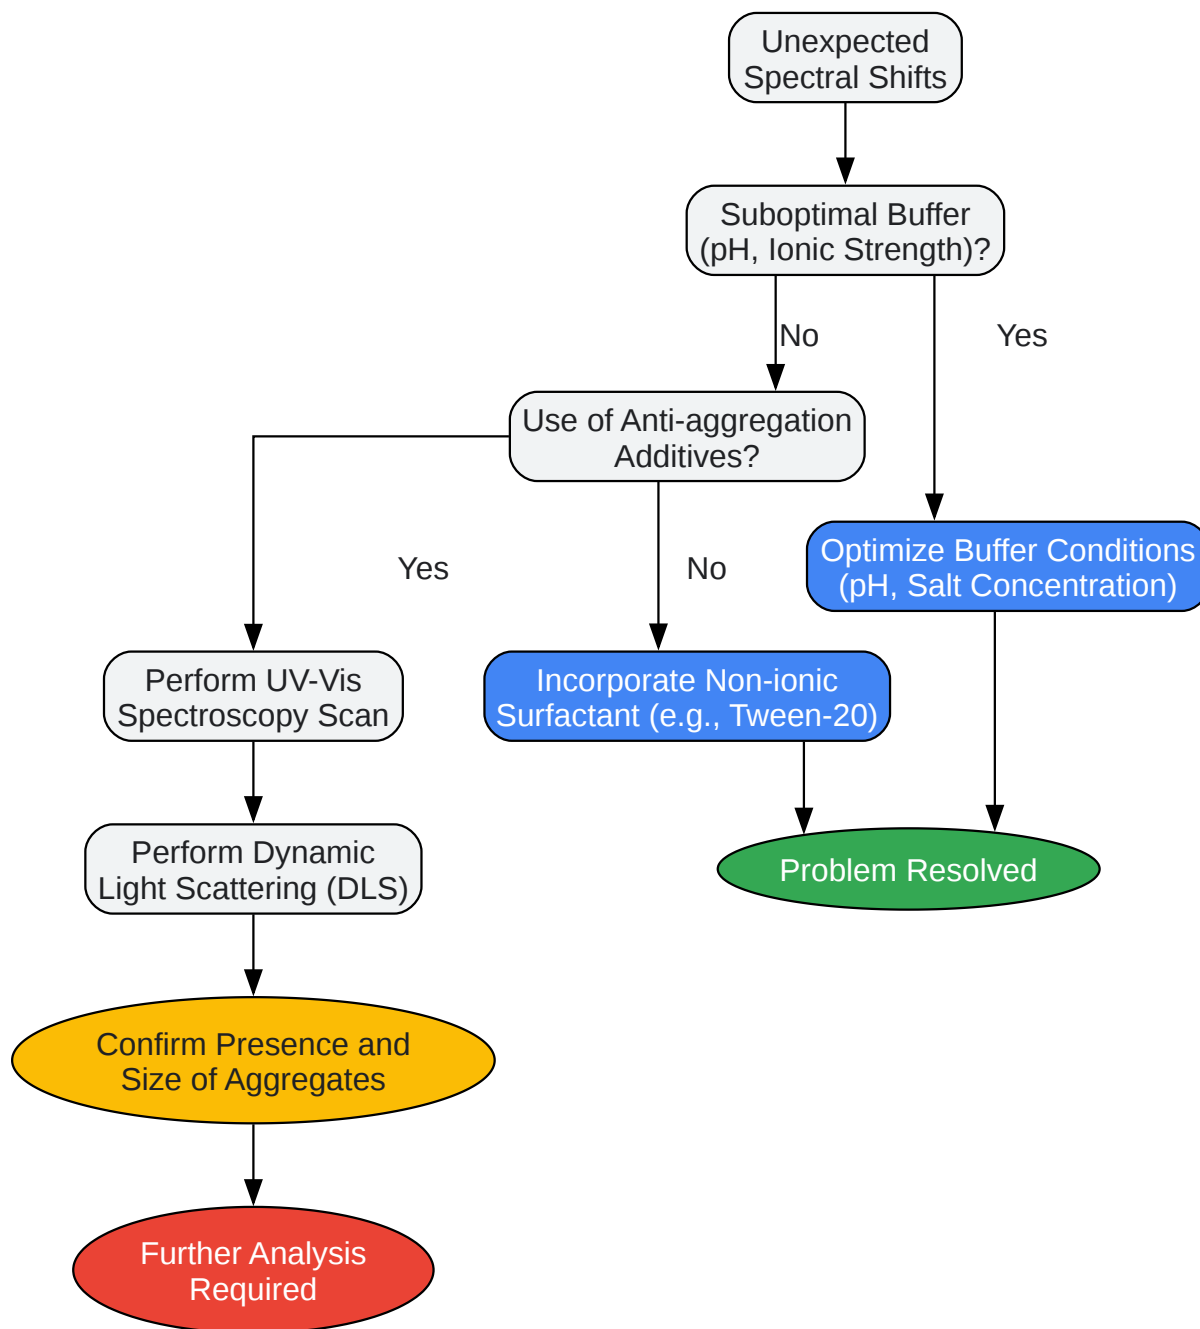 Unexpected
Spectral Shifts
Suboptimal Buffer
(pH, Ionic Strength)?
No
Yes
Use of Anti-aggregation
Additives?
Yes
No
Optimize Buffer Conditions
(pH, Salt Concentration)
Perform UV-Vis
Spectroscopy Scan
Incorporate Non-ionic
Surfactant (e.g., Tween-20)
Perform Dynamic
Light Scattering (DLS)
Problem Resolved
Confirm Presence and
Size of Aggregates
Further Analysis
Required